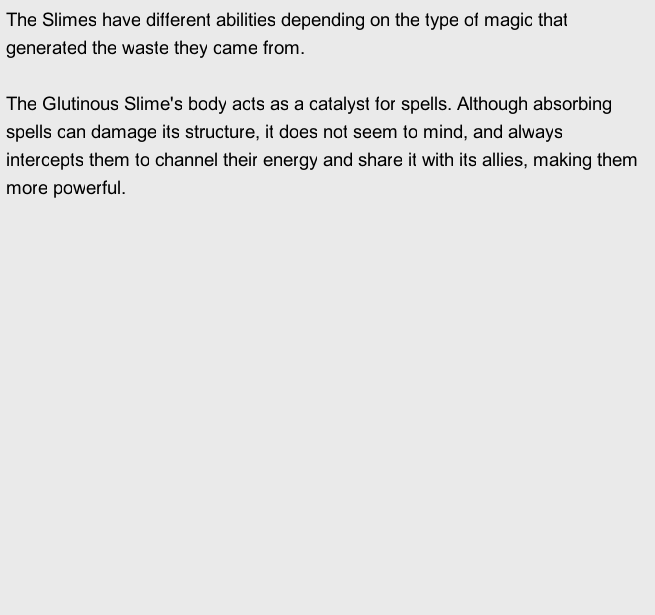 The Slimes have different abilities depending on the type of magic that
generated the waste they came from.
The Glutinous Slime's body acts as a catalyst for spells. Although absorbing
spells can damage its structure, it does not seem to mind, and always
intercepts them to channel their energy and share it with its allies, making them
more powerful.